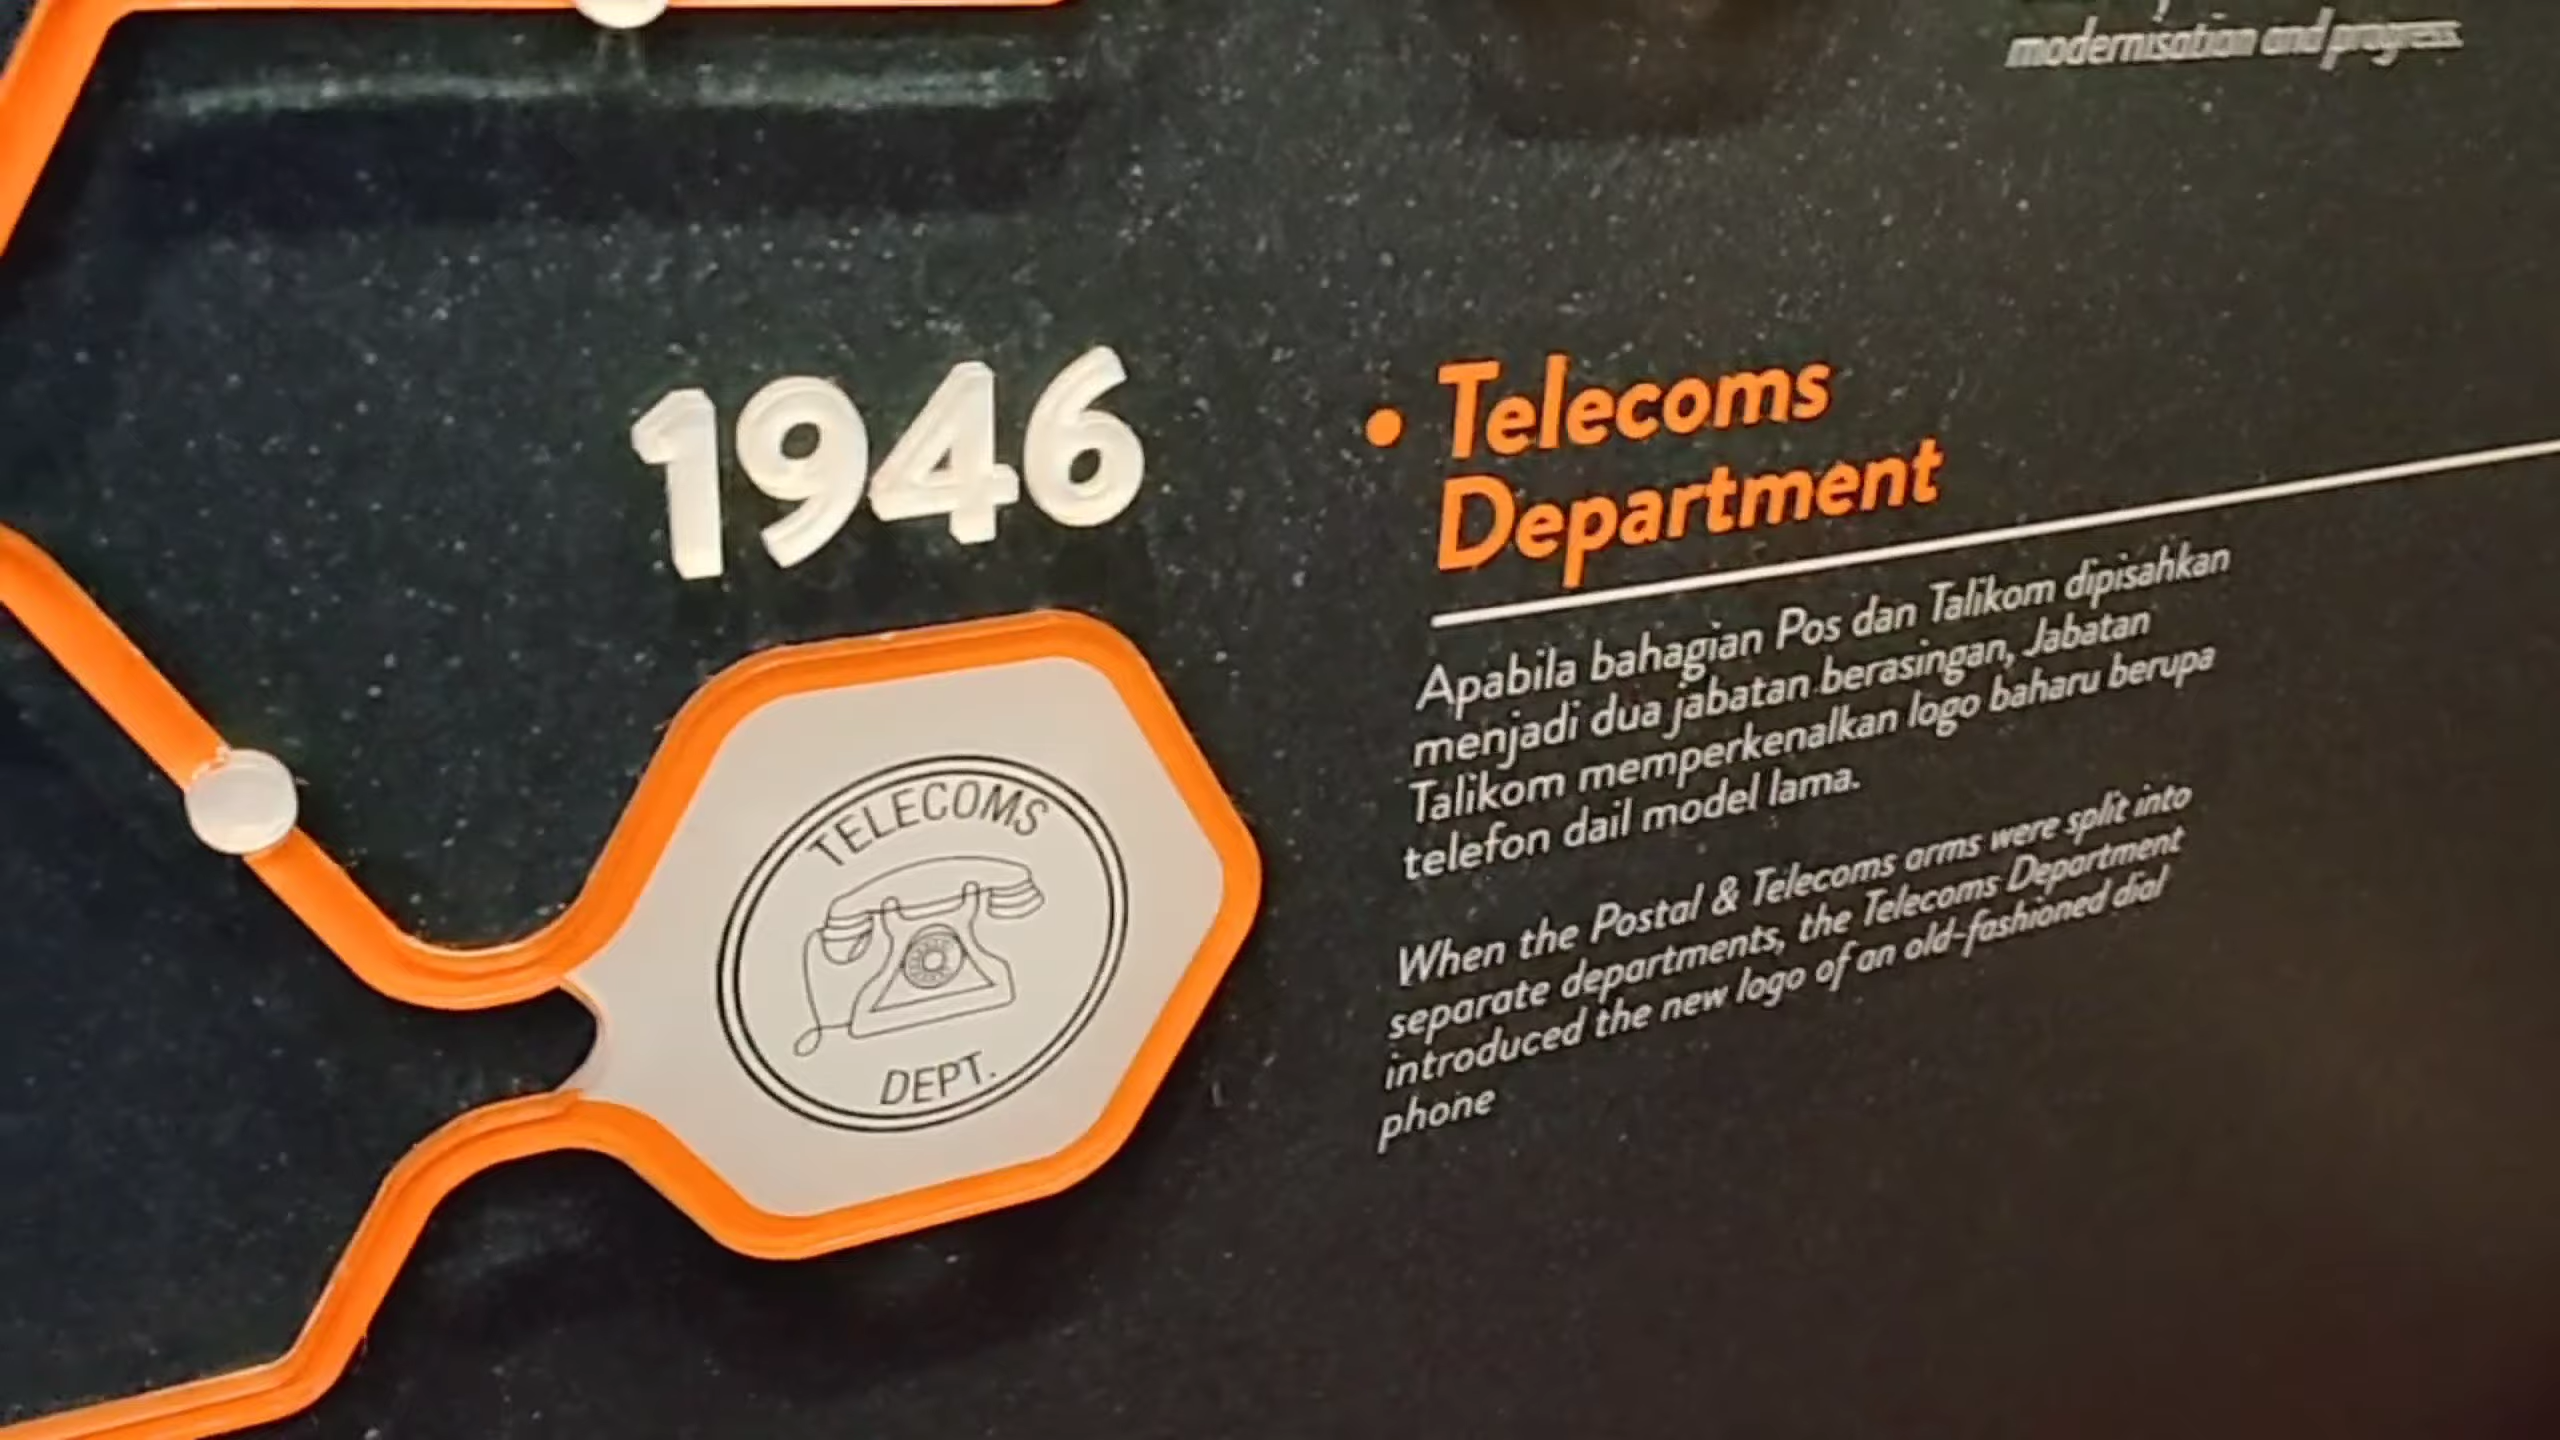 modernisation and progress.
1946
• Telecoms
Department
Apabila bahagian Pos dan Talikom dipisahkan
menjadi dua jabatan berasingan, Jabatan
Talikom memperkenalkan logo baharu berupa
telefon dail model lama.
When the Postal & Telecoms arms were split into
separate departments, the Telecoms Department
introduced the new logo of an old-fashioned dial
phone
TELECOMS
DEPT.